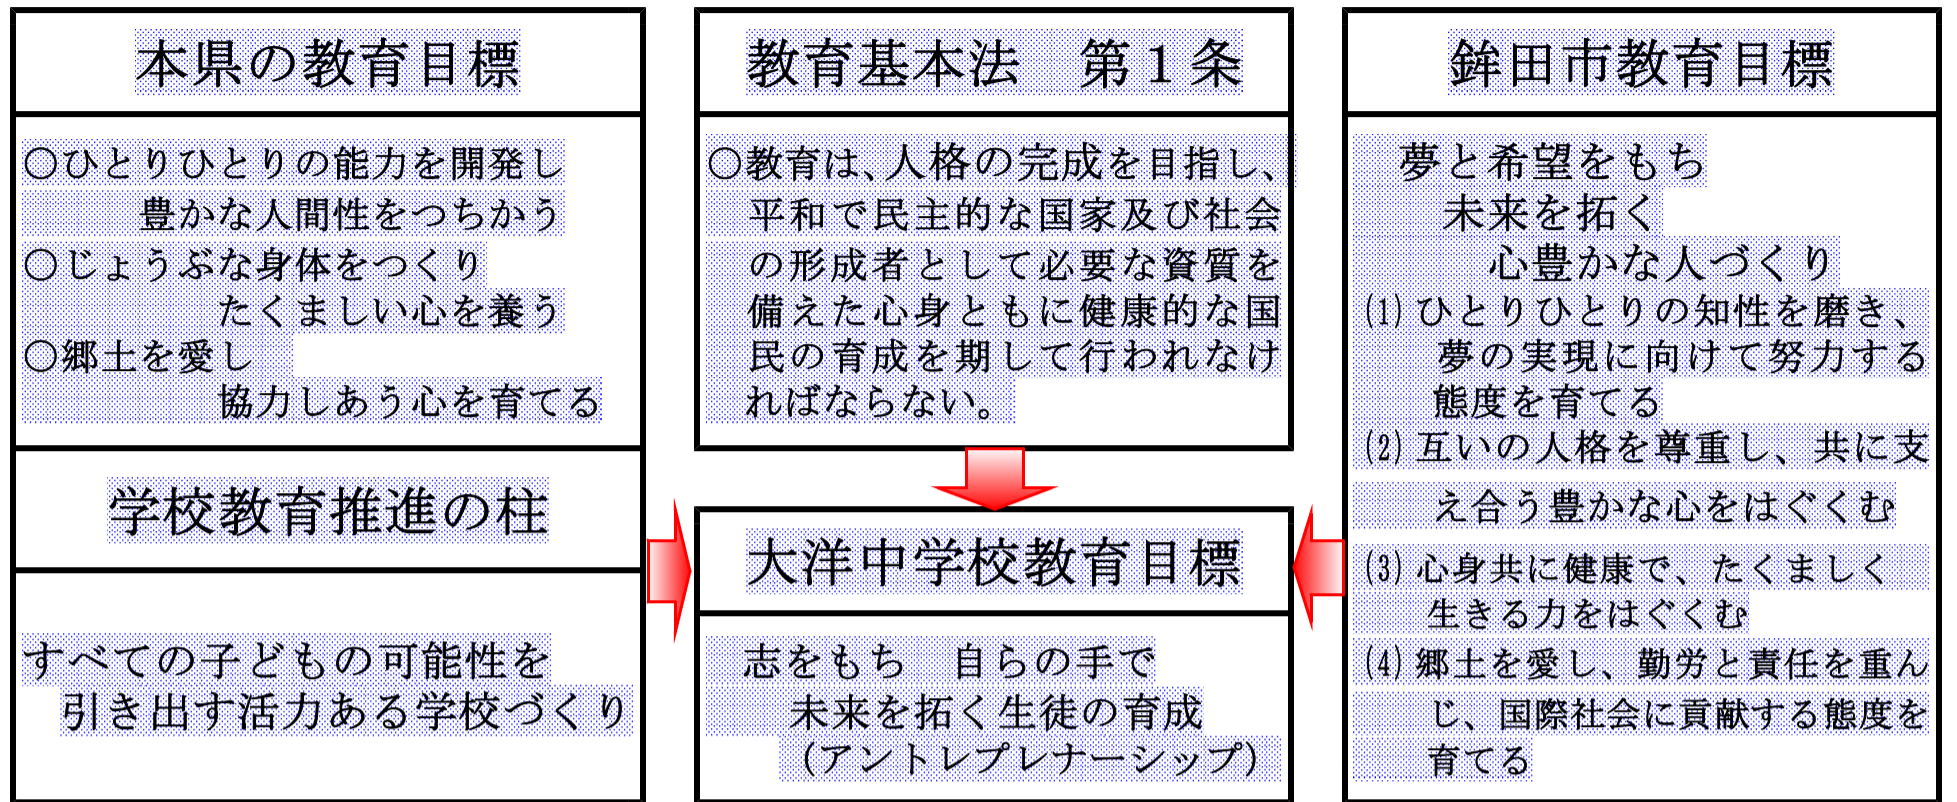 本県の教育目標
○ひとりひとりの能力を開発し
豊かな人間性をつちかう
○じょうぶな身体をつくり
たくましい心を養う
○郷土を愛し
協力しあう心を育てる
学校教育推進の柱
すべての子どもの可能性を
引き出す活力ある学校づくり
教育基本法　第１条
○教育は、人格の完成を目指し、
平和で民主的な国家及び社会
の形成者として必要な資質を
備えた心身ともに健康的な国
民の育成を期して行われなけ
ればならない。
大洋中学校教育目標
志をもち　自らの手で
未来を拓く生徒の育成
（アントレプレナーシップ）
鉾田市教育目標
夢と希望をもち
未来を拓く
心豊かな人づくり
(1) ひとりひとりの知性を磨き、
夢の実現に向けて努力する
態度を育てる
(2) 互いの人格を尊重し、共に支
え合う豊かな心をはぐくむ
(3) 心身共に健康で、たくましく
生きる力をはぐくむ
(4) 郷土を愛し、勤労と責任を重ん
じ、国際社会に貢献する態度を
育てる